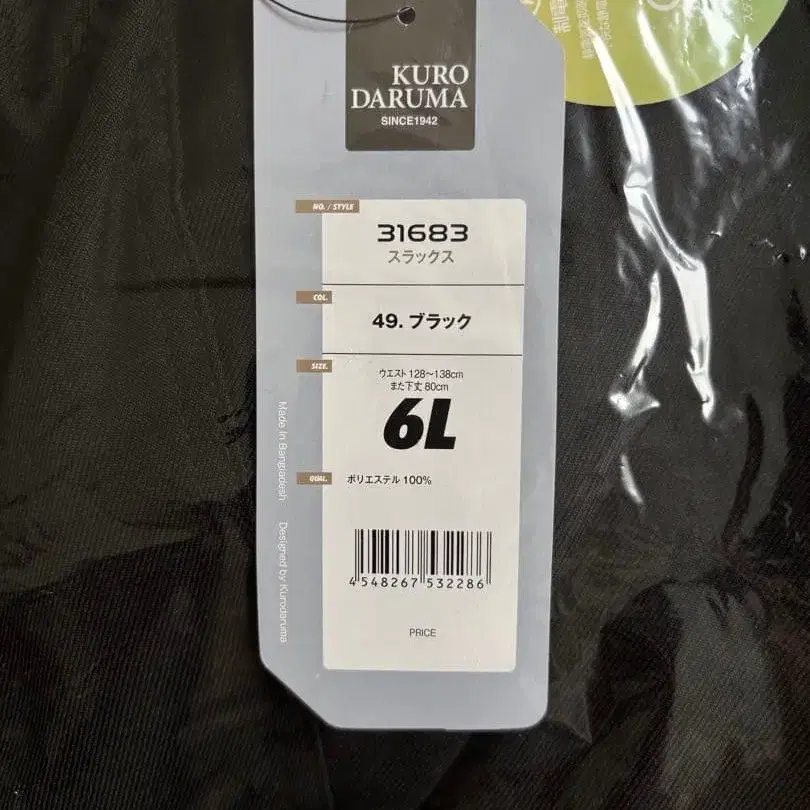 KURO
DARUMA
SINCE1942
NO. / STYLE
31683
スラックス
COL.
49. ブラック
SIZE.
ウエスト 128～138cm
また下丈 80cm
6L
QUAL.
ポリエステル 100%
4 548267 532286
PRICE
Made In Bangladesh
Designed by Kurodaruma